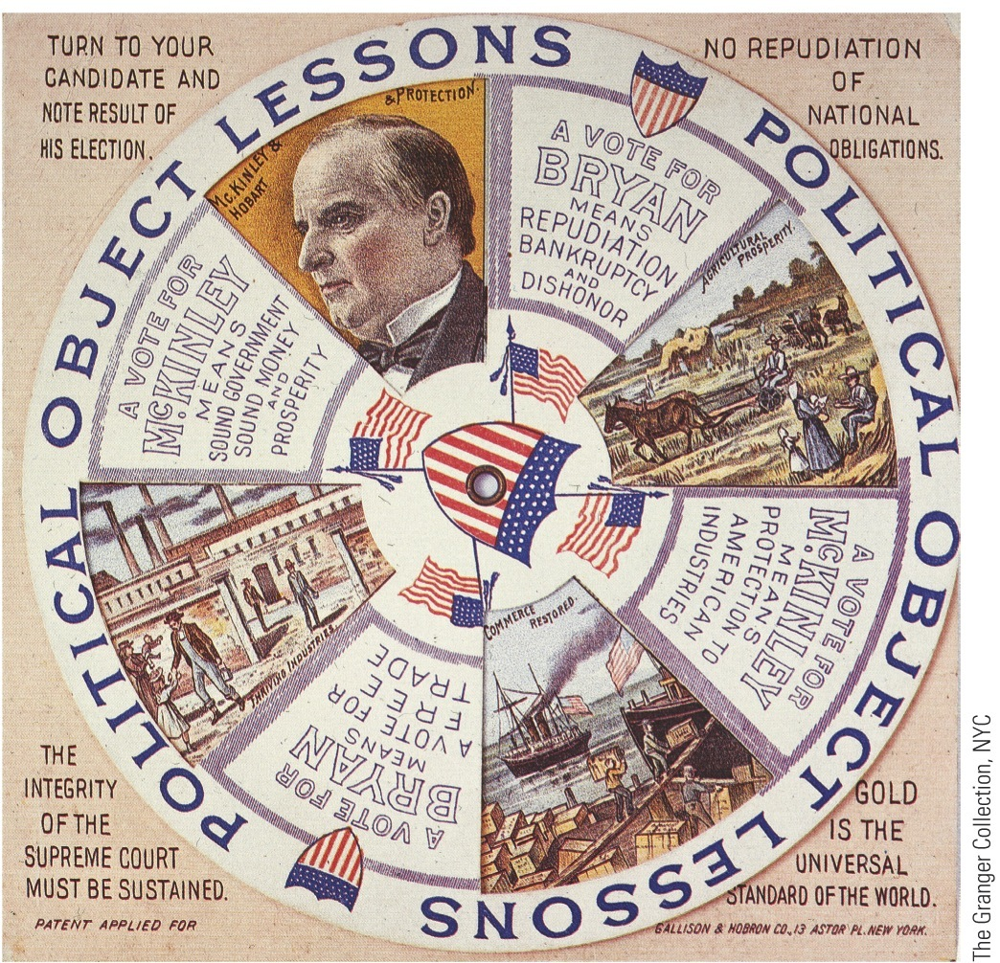 TURN TO YOUR
CANDIDATE AND
NOTE RESULT OF
HIS ELECTION.
NO REPUDIATION
OF
NATIONAL
OBLIGATIONS.
POLITICAL OBJECT LESSONS
POLITICAL OBJECT LESSONS
McKINLEY &
HOBART
& PROTECTION.
A VOTE FOR
BRYAN
MEANS
REPUDIATION
BANKRUPTCY
AND
DISHONOR
AGRICULTURAL
PROSPERITY.
A VOTE FOR
McKINLEY
MEANS
PROTECTION TO
AMERICAN
INDUSTRIES
COMMERCE
RESTORED.
A VOTE FOR
BRYAN
MEANS
A VOTE FOR
FREE
TRADE
THRIVING INDUSTRIES.
A VOTE FOR
McKINLEY
MEANS
SOUND GOVERNMENT
SOUND MONEY
AND
PROSPERITY
THE
INTEGRITY
OF THE
SUPREME COURT
MUST BE SUSTAINED.
PATENT APPLIED FOR
GOLD
IS THE
UNIVERSAL
STANDARD OF THE WORLD.
GALLISON & HOBRON CO., 13 ASTOR PL. NEW YORK.
The Granger Collection, NYC